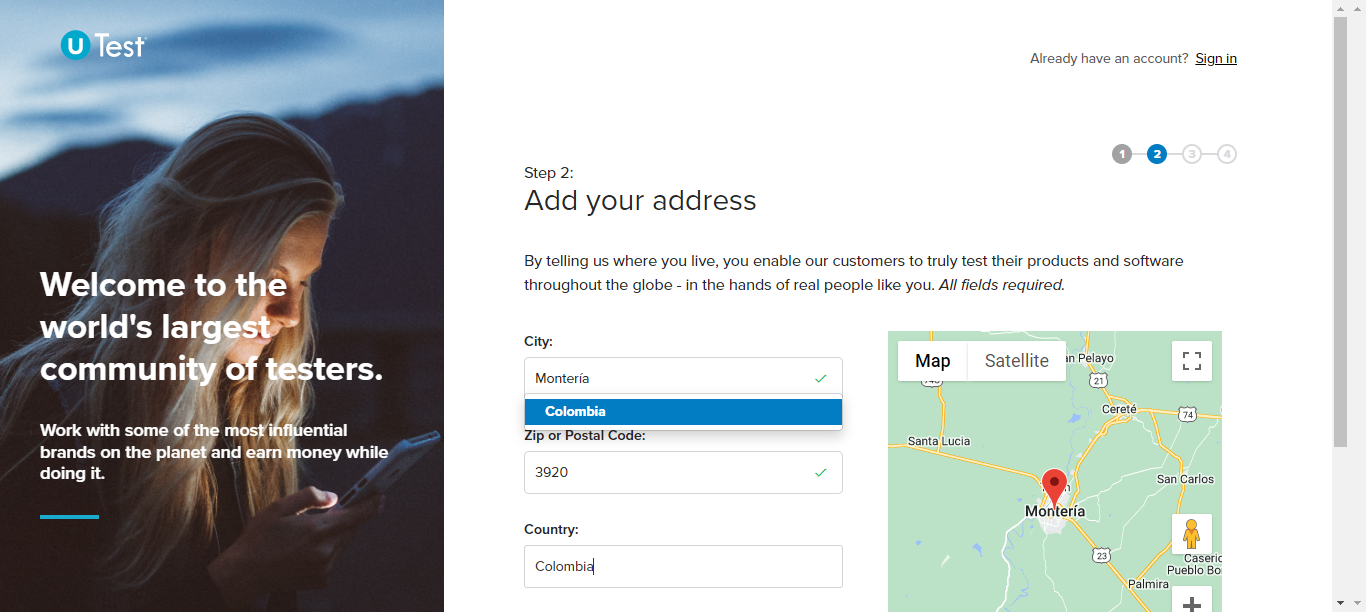 U Test
Already have an account? Sign in
1 2 3 4
Step 2:
Add your address
By telling us where you live, you enable our customers to truly test their products and software
throughout the globe - in the hands of real people like you. All fields required.
Welcome to the
world's largest
community of testers.
Work with some of the most influential
brands on the planet and earn money while
doing it.
City:
Montería
Colombia
Zip or Postal Code:
3920
Country:
Colombia
Map
Satellite
an Pelayo
21
Cereté
74
Santa Lucia
San Carlos
Montería
23
Caseríc
Pueblo Bo
Palmira